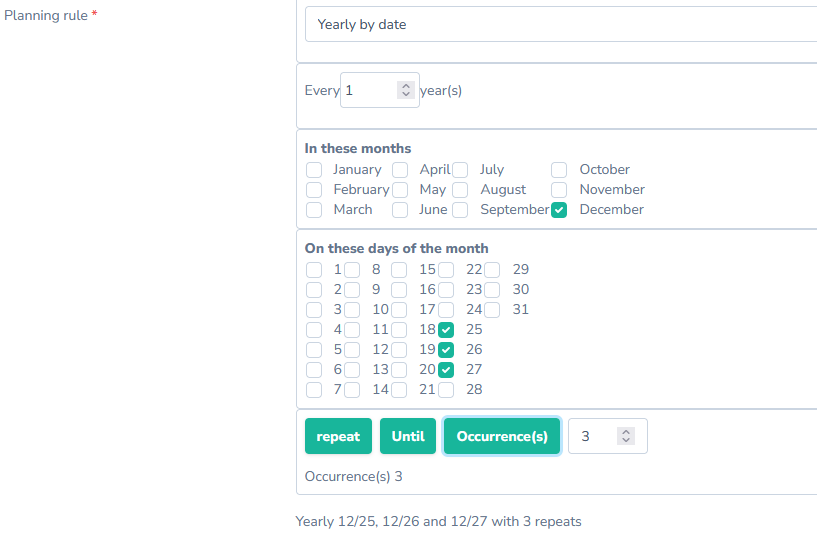 Planning rule *
Yearly by date
Every 1 year(s)
In these months
January April July October
February May August November
March June September December
On these days of the month
1 8 15 22 29
2 9 16 23 30
3 10 17 24 31
4 11 18 25
5 12 19 26
6 13 20 27
7 14 21 28
repeat Until Occurrence(s) 3
Occurrence(s) 3
Yearly 12/25, 12/26 and 12/27 with 3 repeats